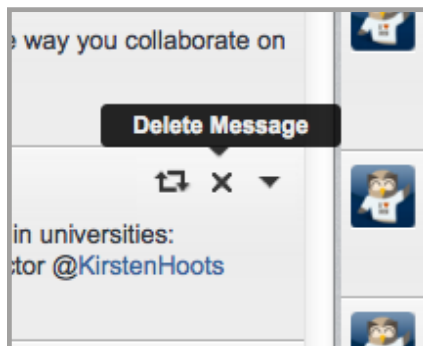 e way you collaborate on
Delete Message
in universities:
ctor @KirstenHoots